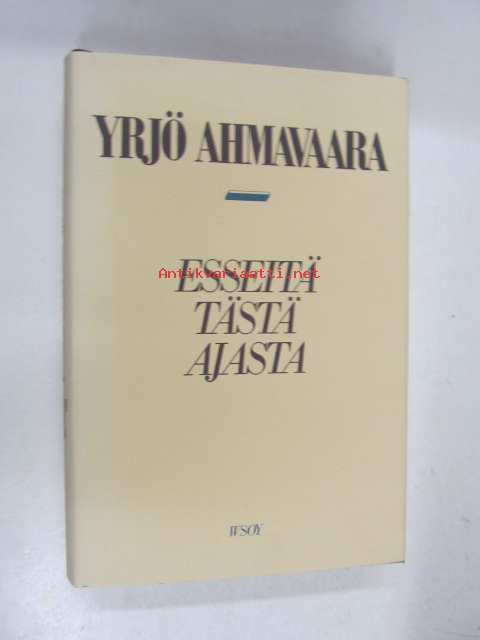 YRJÖ AHMAVAARA
ESSEITÄ
Antikvariaatti.net
TÄSTÄ
AJASTA
WSOY